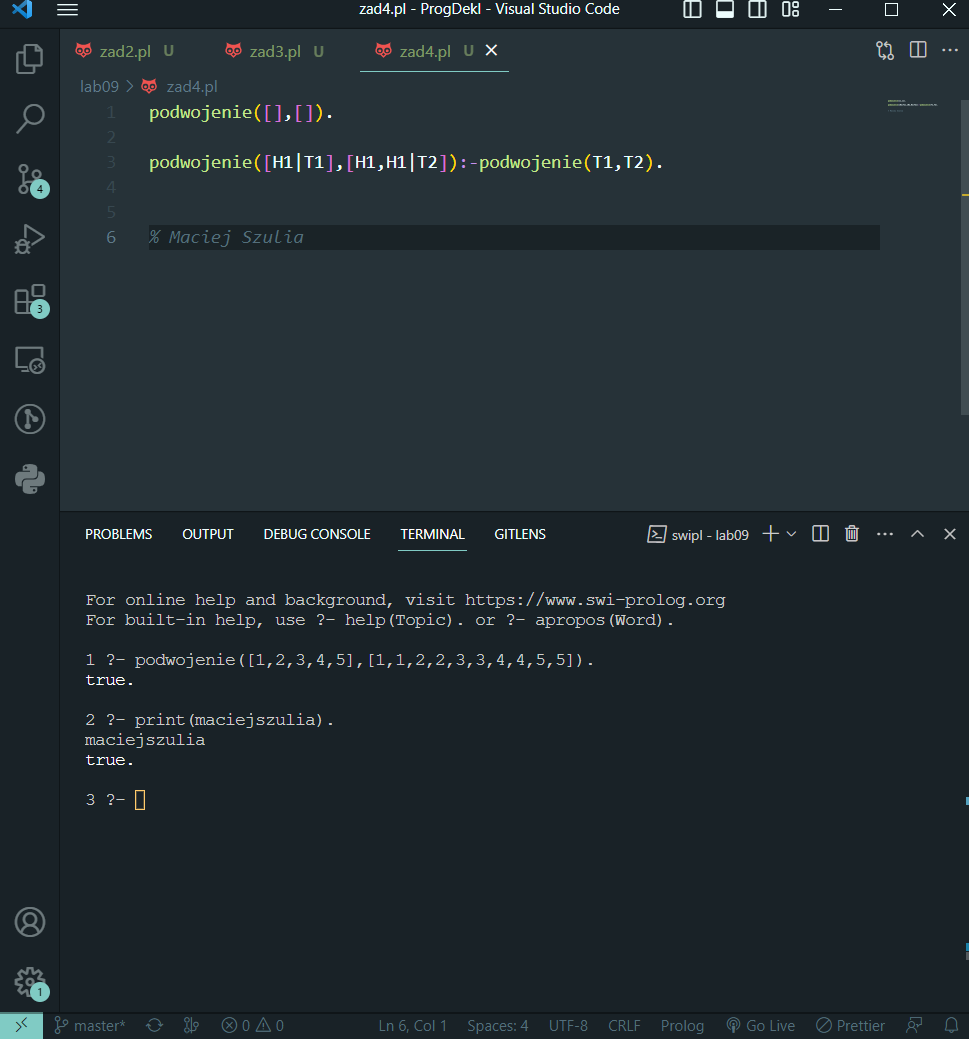 zad4.pl - ProgDekl - Visual Studio Code
zad2.pl U zad3.pl U zad4.pl U
lab09 > zad4.pl
1 podwojenie([],[]).
2
3 podwojenie([H1|T1],[H1,H1|T2]):-podwojenie(T1,T2).
4
5
6 % Maciej Szulia
4
3
PROBLEMS OUTPUT DEBUG CONSOLE TERMINAL GITLENS swipl - lab09
For online help and background, visit https://www.swi-prolog.org
For built-in help, use ?- help(Topic). or ?- apropos(Word).
1 ?- podwojenie([1,2,3,4,5],[1,1,2,2,3,3,4,4,5,5]).
true.
2 ?- print(maciejszulia).
maciejszulia
true.
3 ?-
1
master* 0 0 Ln 6, Col 1 Spaces: 4 UTF-8 CRLF Prolog Go Live Prettier